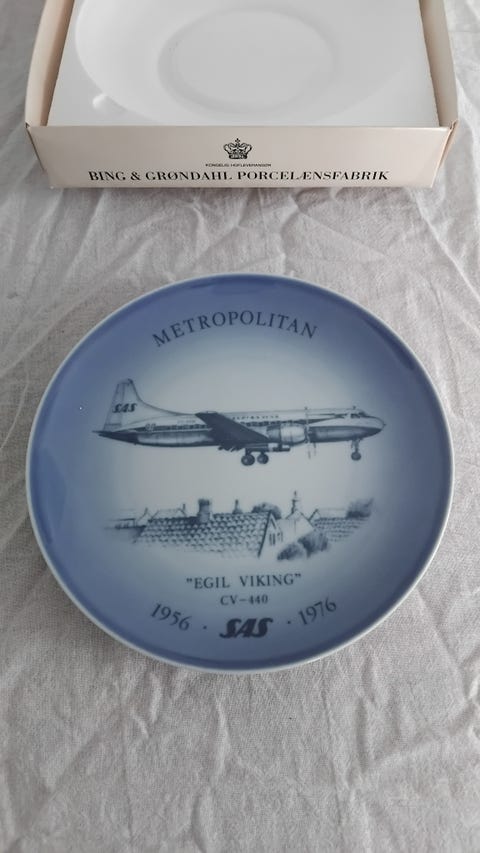 KONGELIG HOFLEVERANDØR
BING & GRØNDAHL PORCELÆNSFABRIK
METROPOLITAN
SAS
"EGIL VIKING"
CV-440
1956 · SAS · 1976